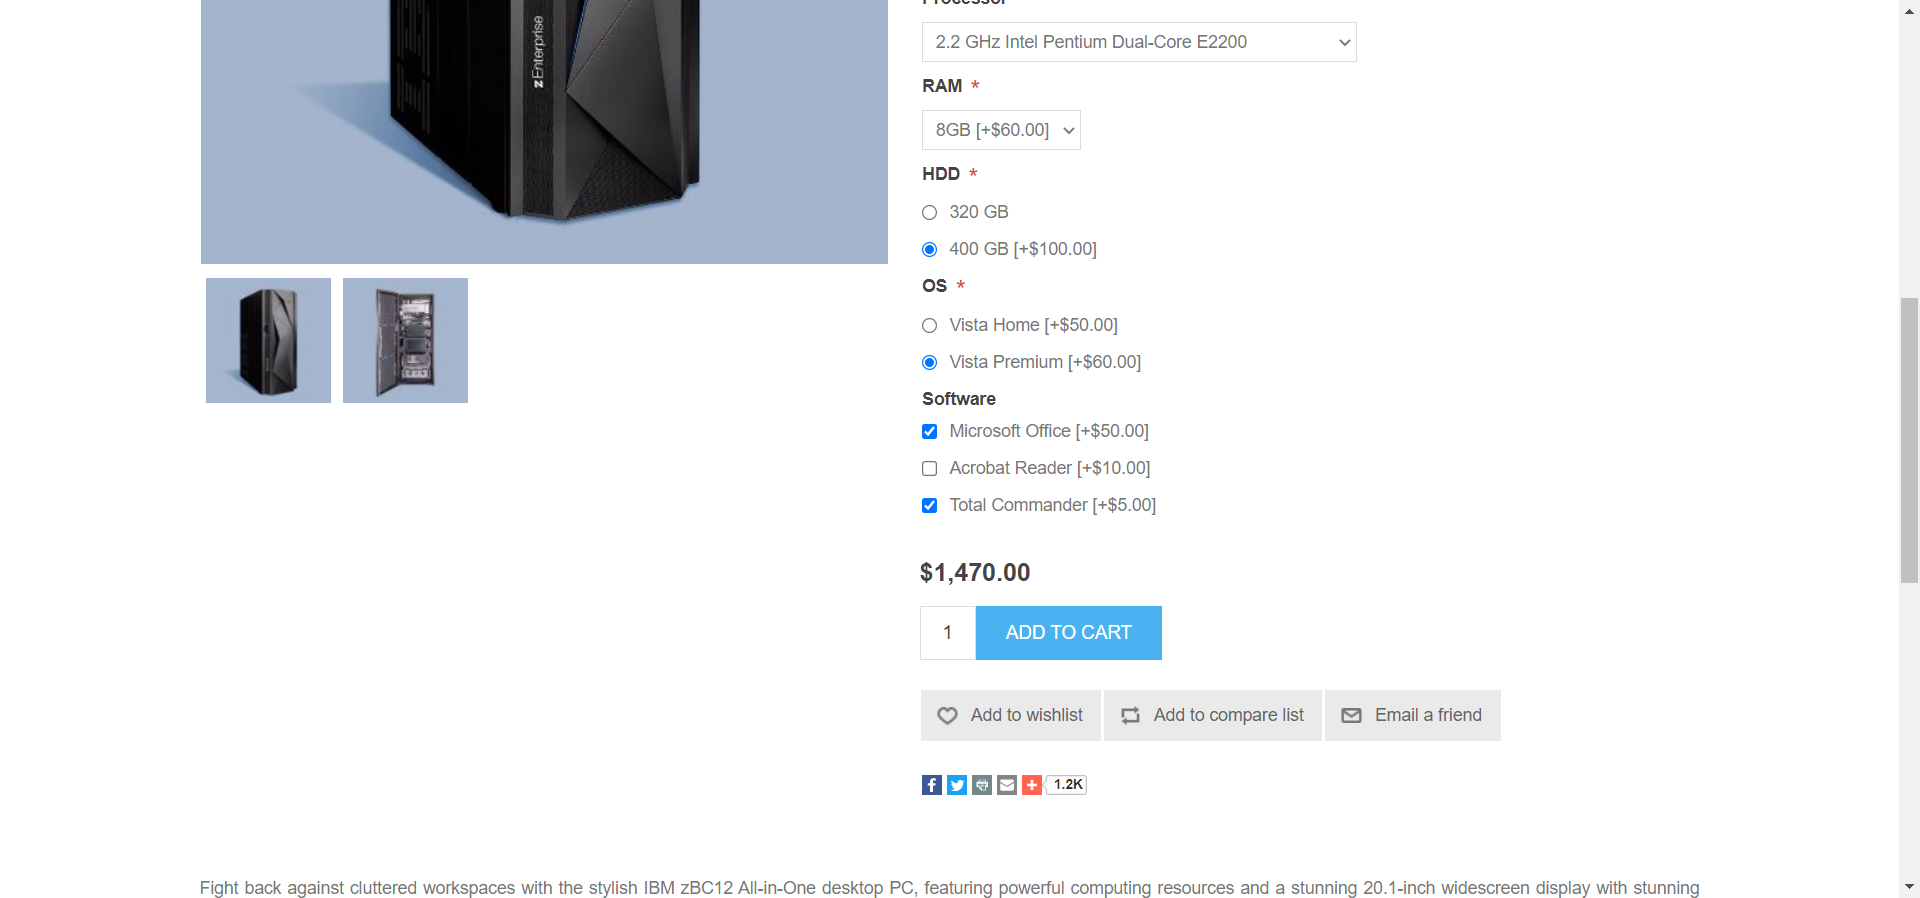 Processor
zEnterprise
2.2 GHz Intel Pentium Dual-Core E2200
RAM *
8GB [+$60.00]
HDD *
320 GB
400 GB [+$100.00]
OS *
Vista Home [+$50.00]
Vista Premium [+$60.00]
Software
Microsoft Office [+$50.00]
Acrobat Reader [+$10.00]
Total Commander [+$5.00]
$1,470.00
1
ADD TO CART
Add to wishlist
Add to compare list
Email a friend
1.2K
Fight back against cluttered workspaces with the stylish IBM zBC12 All-in-One desktop PC, featuring powerful computing resources and a stunning 20.1-inch widescreen display with stunning